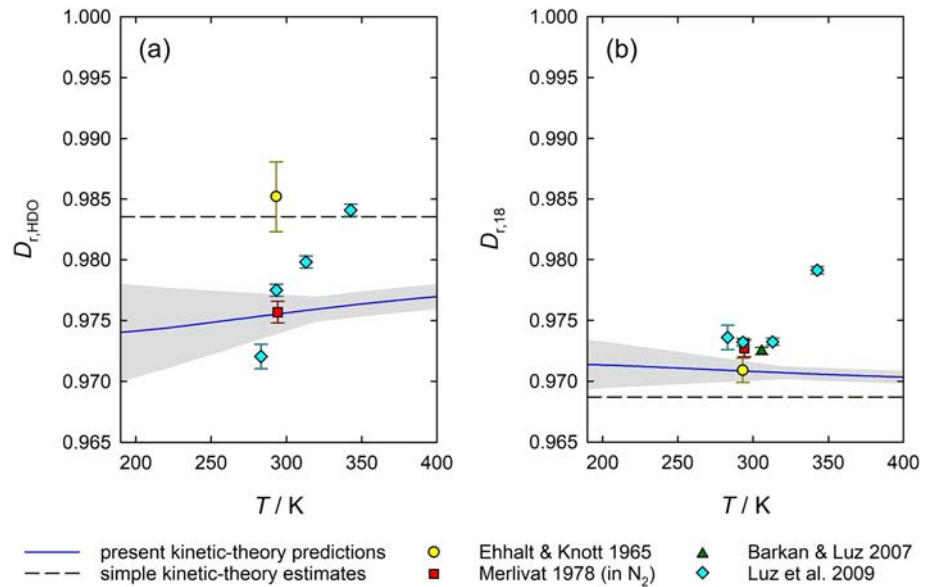 1.000
0.995
0.990
0.985
0.980
0.975
0.970
0.965
D r,HDO
(a)
200 250 300 350 400
T / K
1.000
0.995
0.990
0.985
0.980
0.975
0.970
0.965
D r,18
(b)
200 250 300 350 400
T / K
present kinetic-theory predictions
simple kinetic-theory estimates
Ehhalt & Knott 1965
Merlivat 1978 (in N₂)
Barkan & Luz 2007
Luz et al. 2009